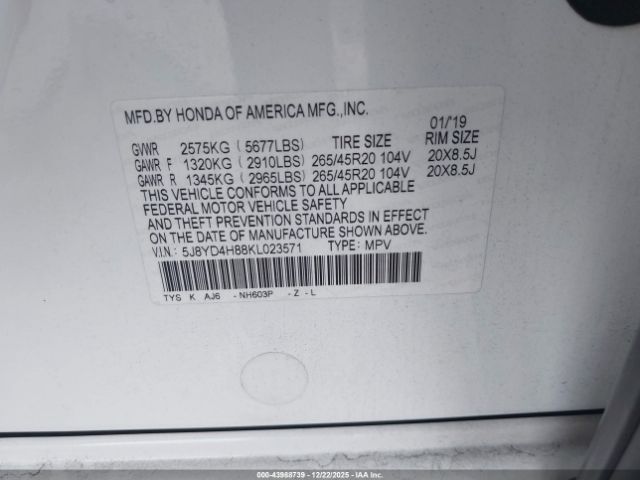 MFD.BY HONDA OF AMERICA MFG.,INC. 01/'19
GVWR 2575KG ( 5677LBS) TIRE SIZE RIM SIZE
GAWR F 1320KG ( 2910LBS) 265/45R20 104V 20X8.5J
GAWR R 1345KG ( 2965LBS) 265/45R20 104V 20X8.5J
THIS VEHICLE CONFORMS TO ALL APPLICABLE
FEDERAL MOTOR VEHICLE SAFETY
AND THEFT PREVENTION STANDARDS IN EFFECT
ON THE DATE OF MANUFACTURE SHOWN ABOVE.
V.I.N.: 5J8YD4H88KL023571 TYPE: MPV
TYS K AJ6 -NH603P -Z -L
000-43988739 12/22/2025 IAAI.COM